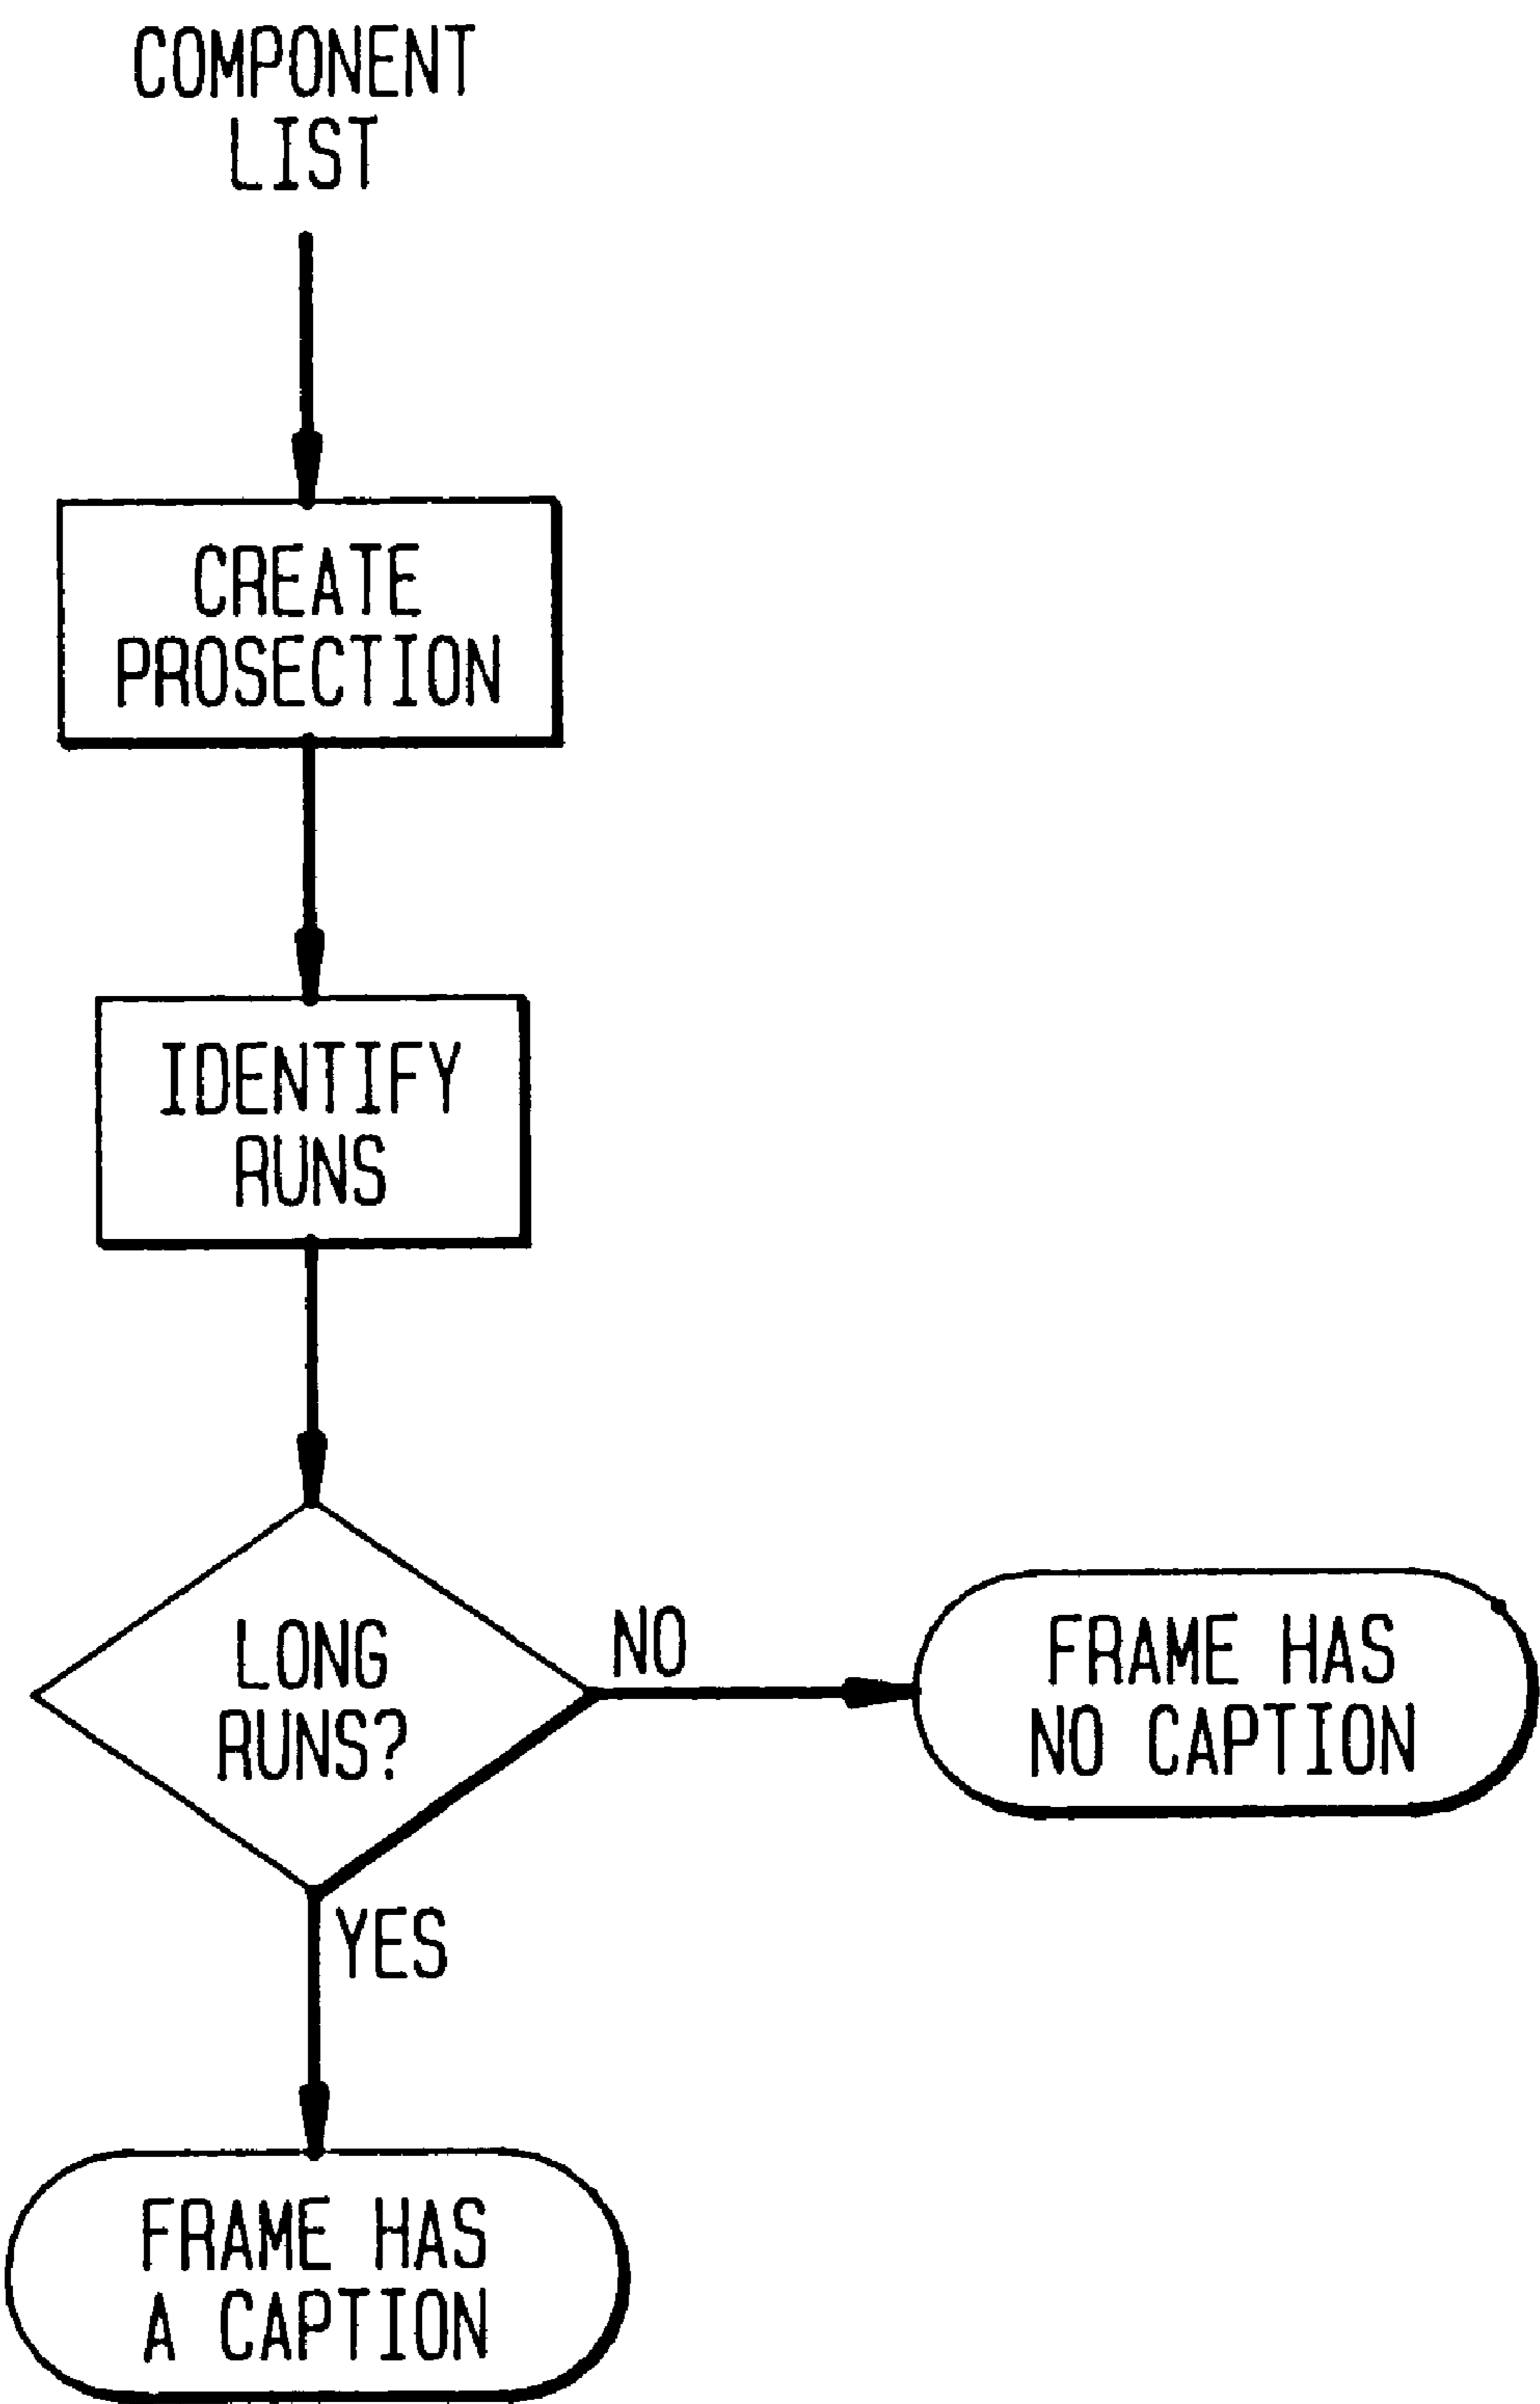 COMPONENT
LIST
CREATE
PROSECTION
IDENTIFY
RUNS
LONG
RUNS?
NO
FRAME HAS
NO CAPTION
YES
FRAME HAS
A CAPTION